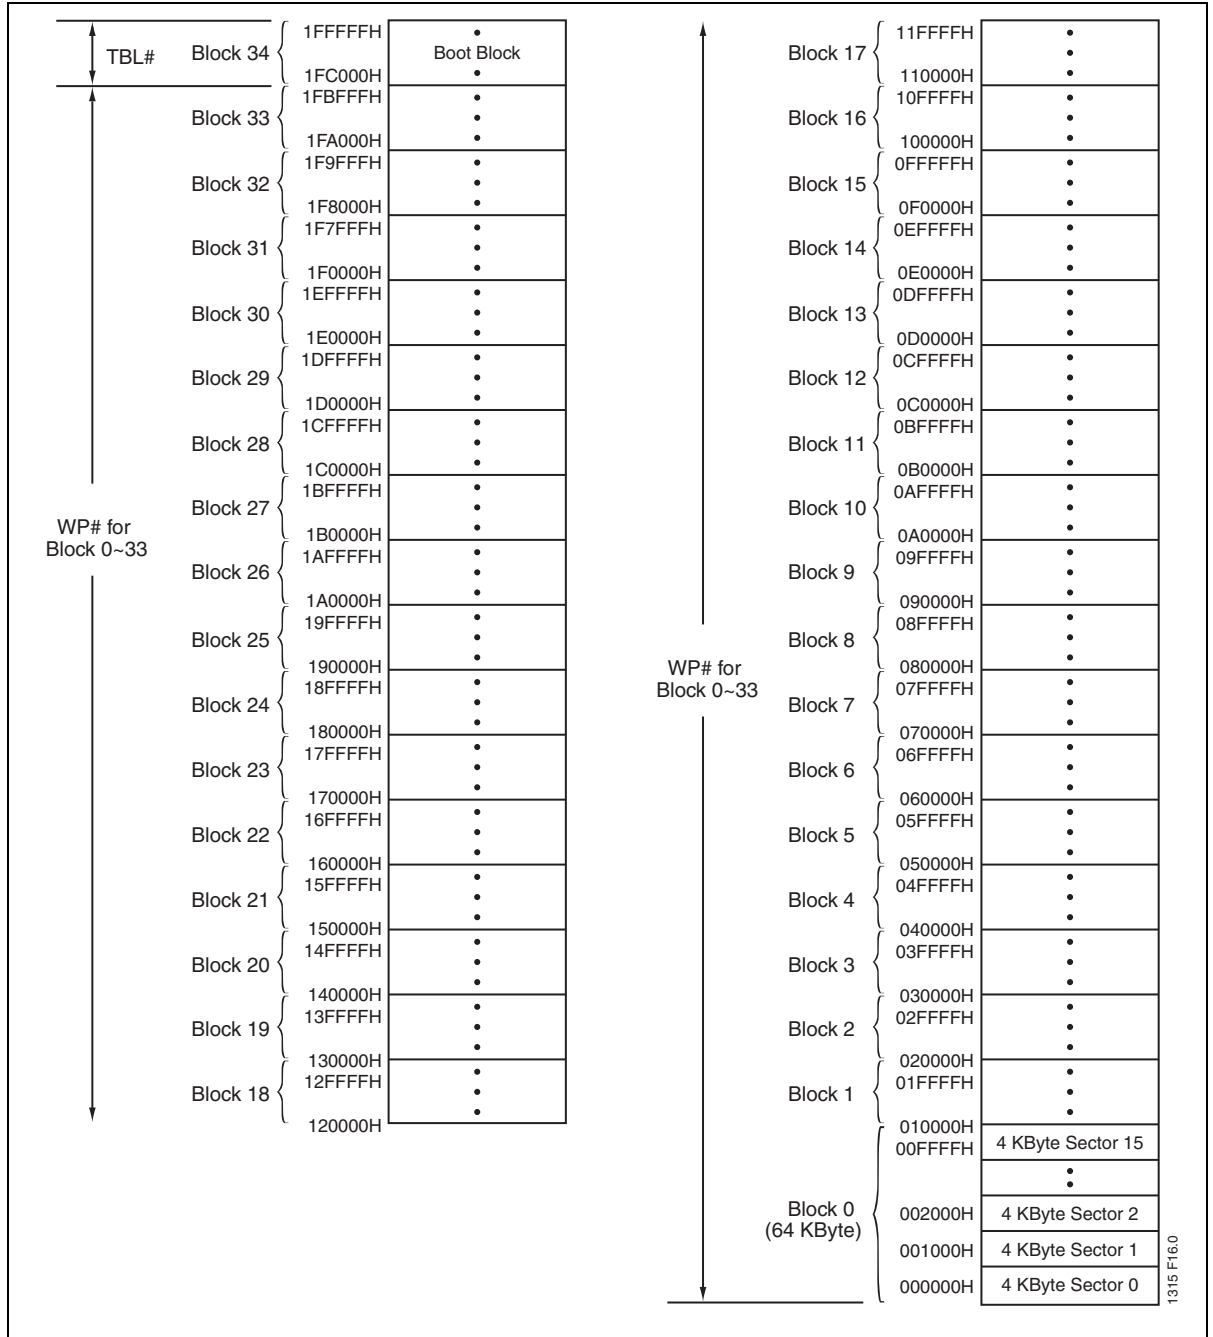 TBL#
WP# for
Block 0~33
Block 34
1FFFFFH
Boot Block
1FC000H
Block 33
1FBFFFH
1FA000H
Block 32
1F9FFFH
1F8000H
Block 31
1F7FFFH
1F0000H
Block 30
1EFFFFH
1E0000H
Block 29
1DFFFFH
1D0000H
Block 28
1CFFFFH
1C0000H
Block 27
1BFFFFH
1B0000H
Block 26
1AFFFFH
1A0000H
Block 25
19FFFFH
190000H
Block 24
18FFFFH
180000H
Block 23
17FFFFH
170000H
Block 22
16FFFFH
160000H
Block 21
15FFFFH
150000H
Block 20
14FFFFH
140000H
Block 19
13FFFFH
130000H
Block 18
12FFFFH
120000H
WP# for
Block 0~33
Block 17
11FFFFH
110000H
Block 16
10FFFFH
100000H
Block 15
0FFFFFH
0F0000H
Block 14
0EFFFFH
0E0000H
Block 13
0DFFFFH
0D0000H
Block 12
0CFFFFH
0C0000H
Block 11
0BFFFFH
0B0000H
Block 10
0AFFFFH
0A0000H
Block 9
09FFFFH
090000H
Block 8
08FFFFH
080000H
Block 7
07FFFFH
070000H
Block 6
06FFFFH
060000H
Block 5
05FFFFH
050000H
Block 4
04FFFFH
040000H
Block 3
03FFFFH
030000H
Block 2
02FFFFH
020000H
Block 1
01FFFFH
010000H
Block 0
(64 KByte)
00FFFFH
4 KByte Sector 15
002000H
4 KByte Sector 2
001000H
4 KByte Sector 1
000000H
4 KByte Sector 0
1315 F16.0